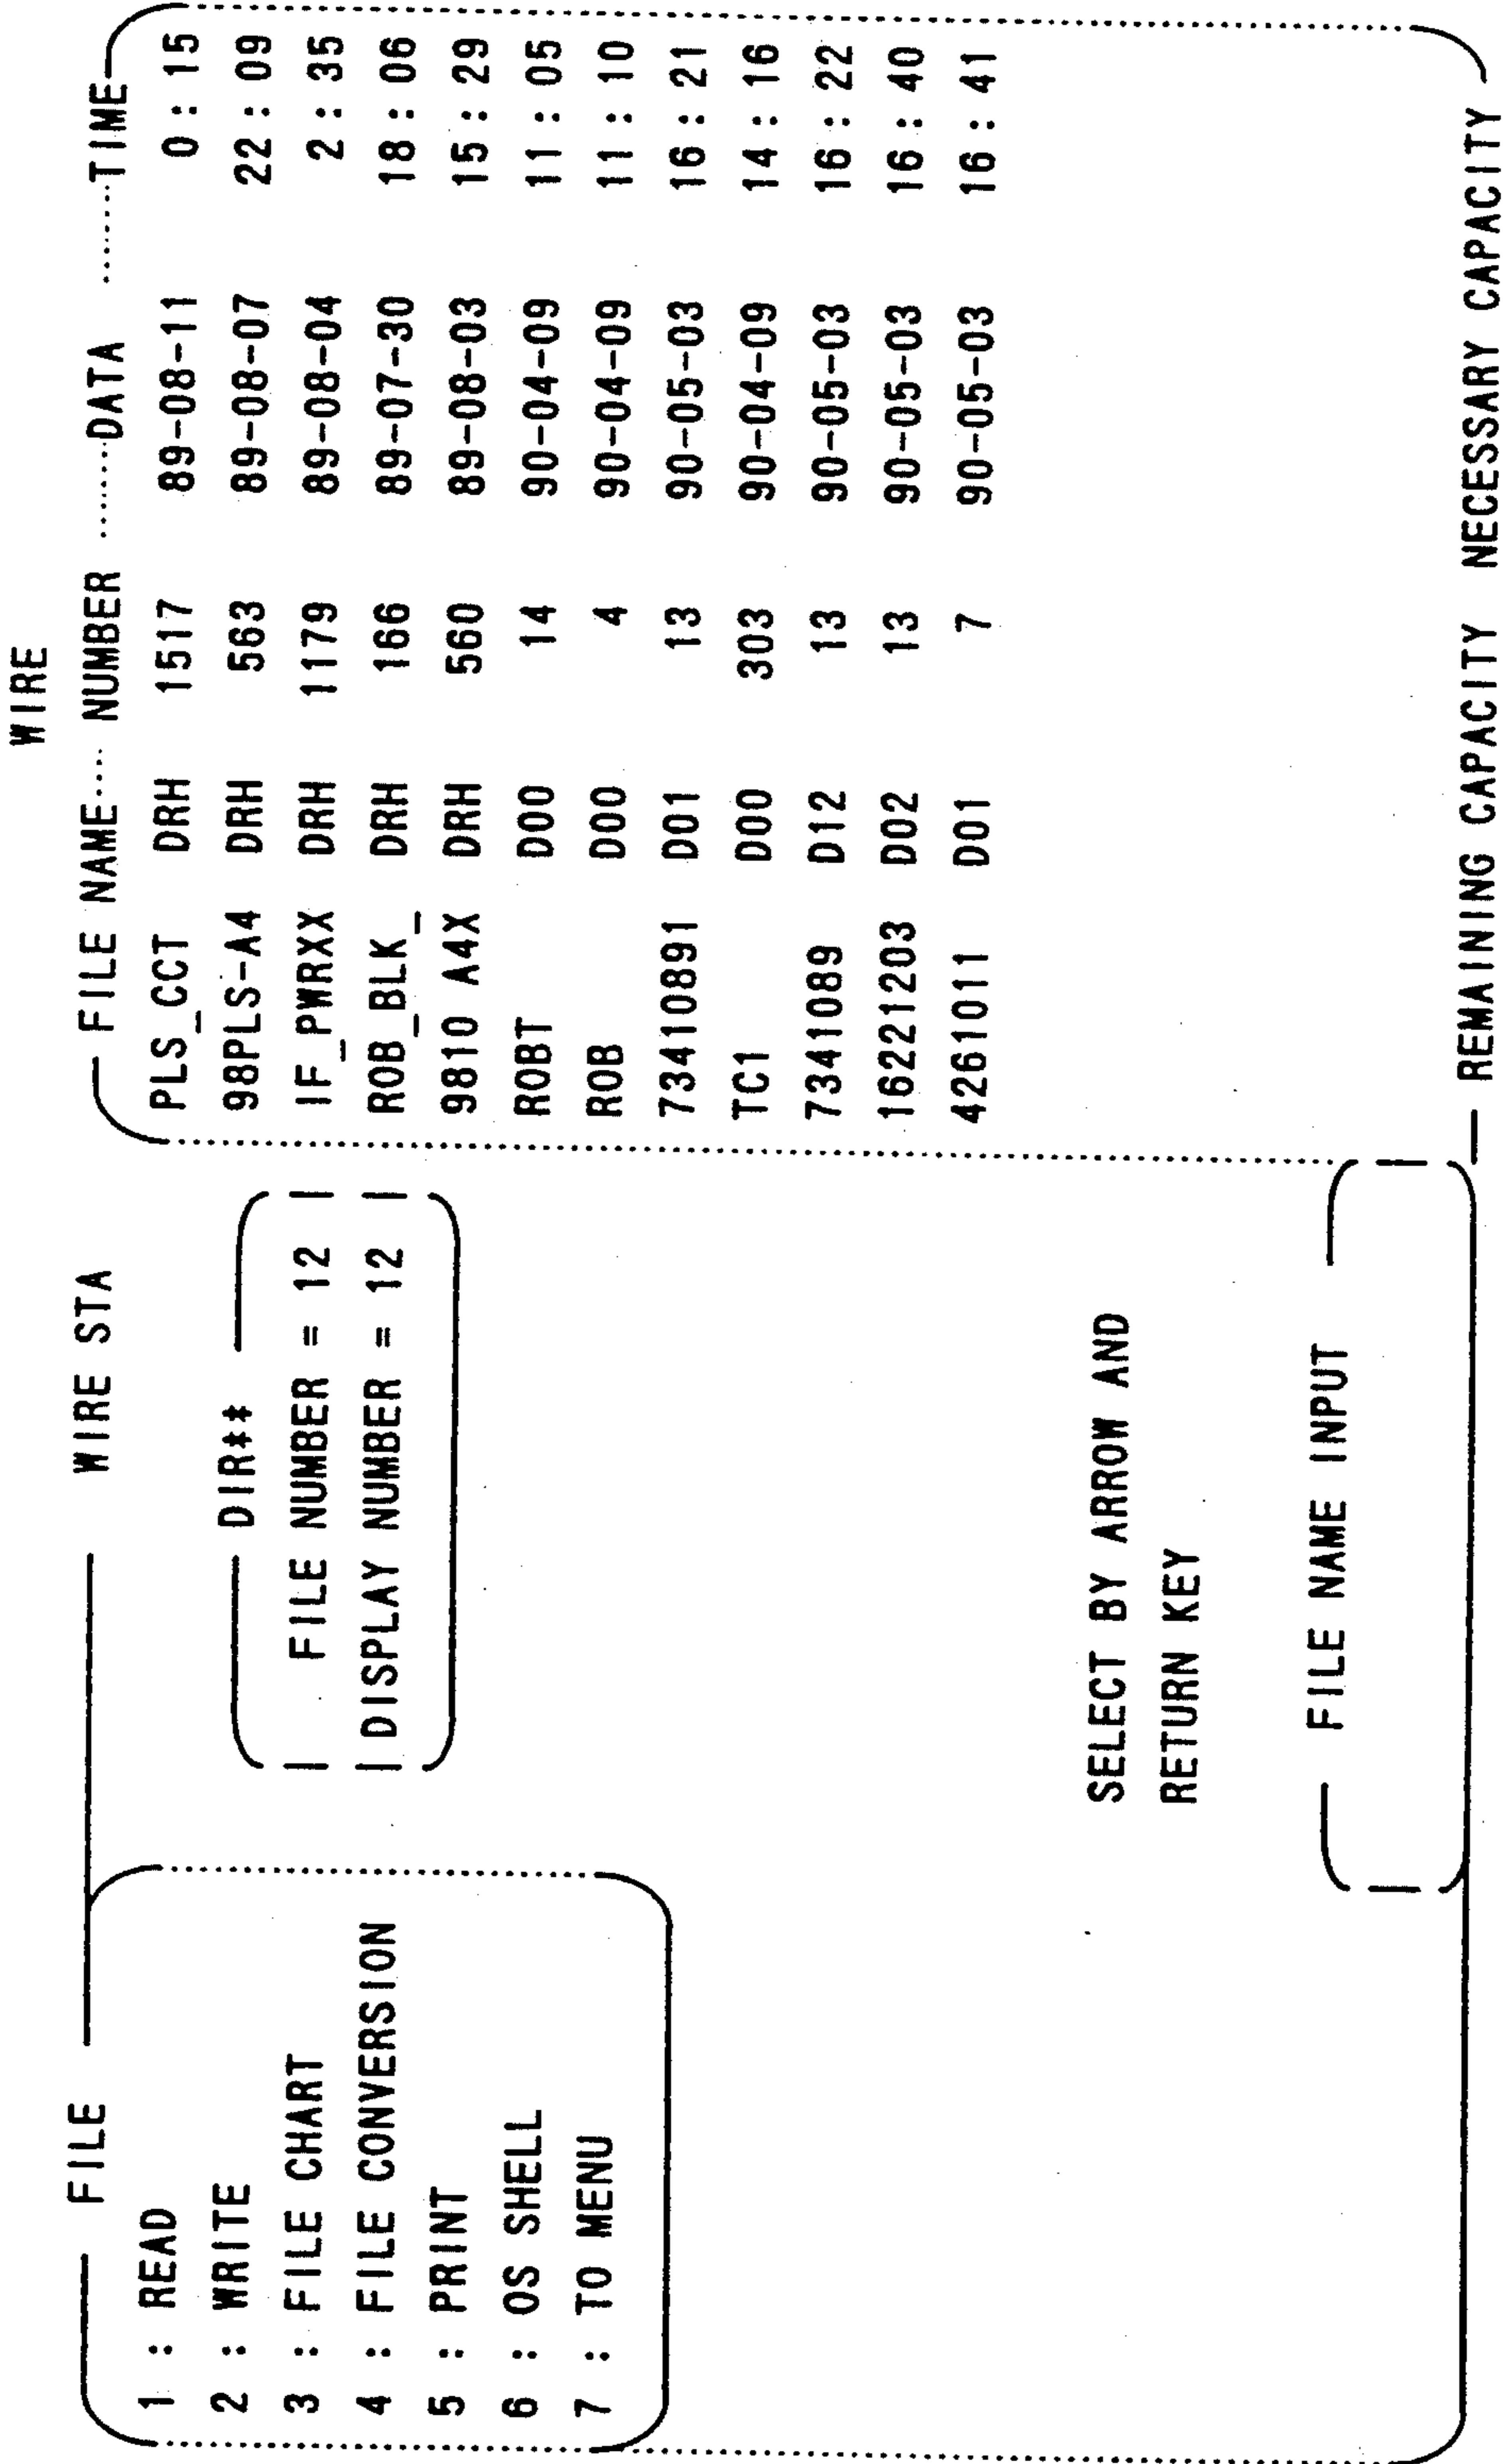 WIRE
FILE
WIRE STA
FILE NAME NUMBER DATA TIME
1 : READ
2 : WRITE
3 : FILE CHART
4 : FILE CONVERSION
5 : PRINT
6 : OS SHELL
7 : TO MENU
DIR**
FILE NUMBER = 12
DISPLAY NUMBER = 12
PLS_CCT DRH 1517 89-08-11 0 : 15
98PLS-A4 DRH 563 89-08-07 22 : 09
IF_PWRXX DRH 1179 89-08-04 2 : 35
ROB_BLK_ DRH 166 89-07-30 18 : 06
9810 A4X DRH 560 89-08-03 15 : 29
ROBT D00 14 90-04-09 11 : 05
ROB D00 4 90-04-09 11 : 10
73410891 D01 13 90-05-03 16 : 21
TC1 D00 303 90-04-09 14 : 16
7341089 D12 13 90-05-03 16 : 22
16221203 D02 13 90-05-03 16 : 40
4261011 D01 7 90-05-03 16 : 41
SELECT BY ARROW AND
RETURN KEY
FILE NAME INPUT
REMAINING CAPACITY NECESSARY CAPACITY